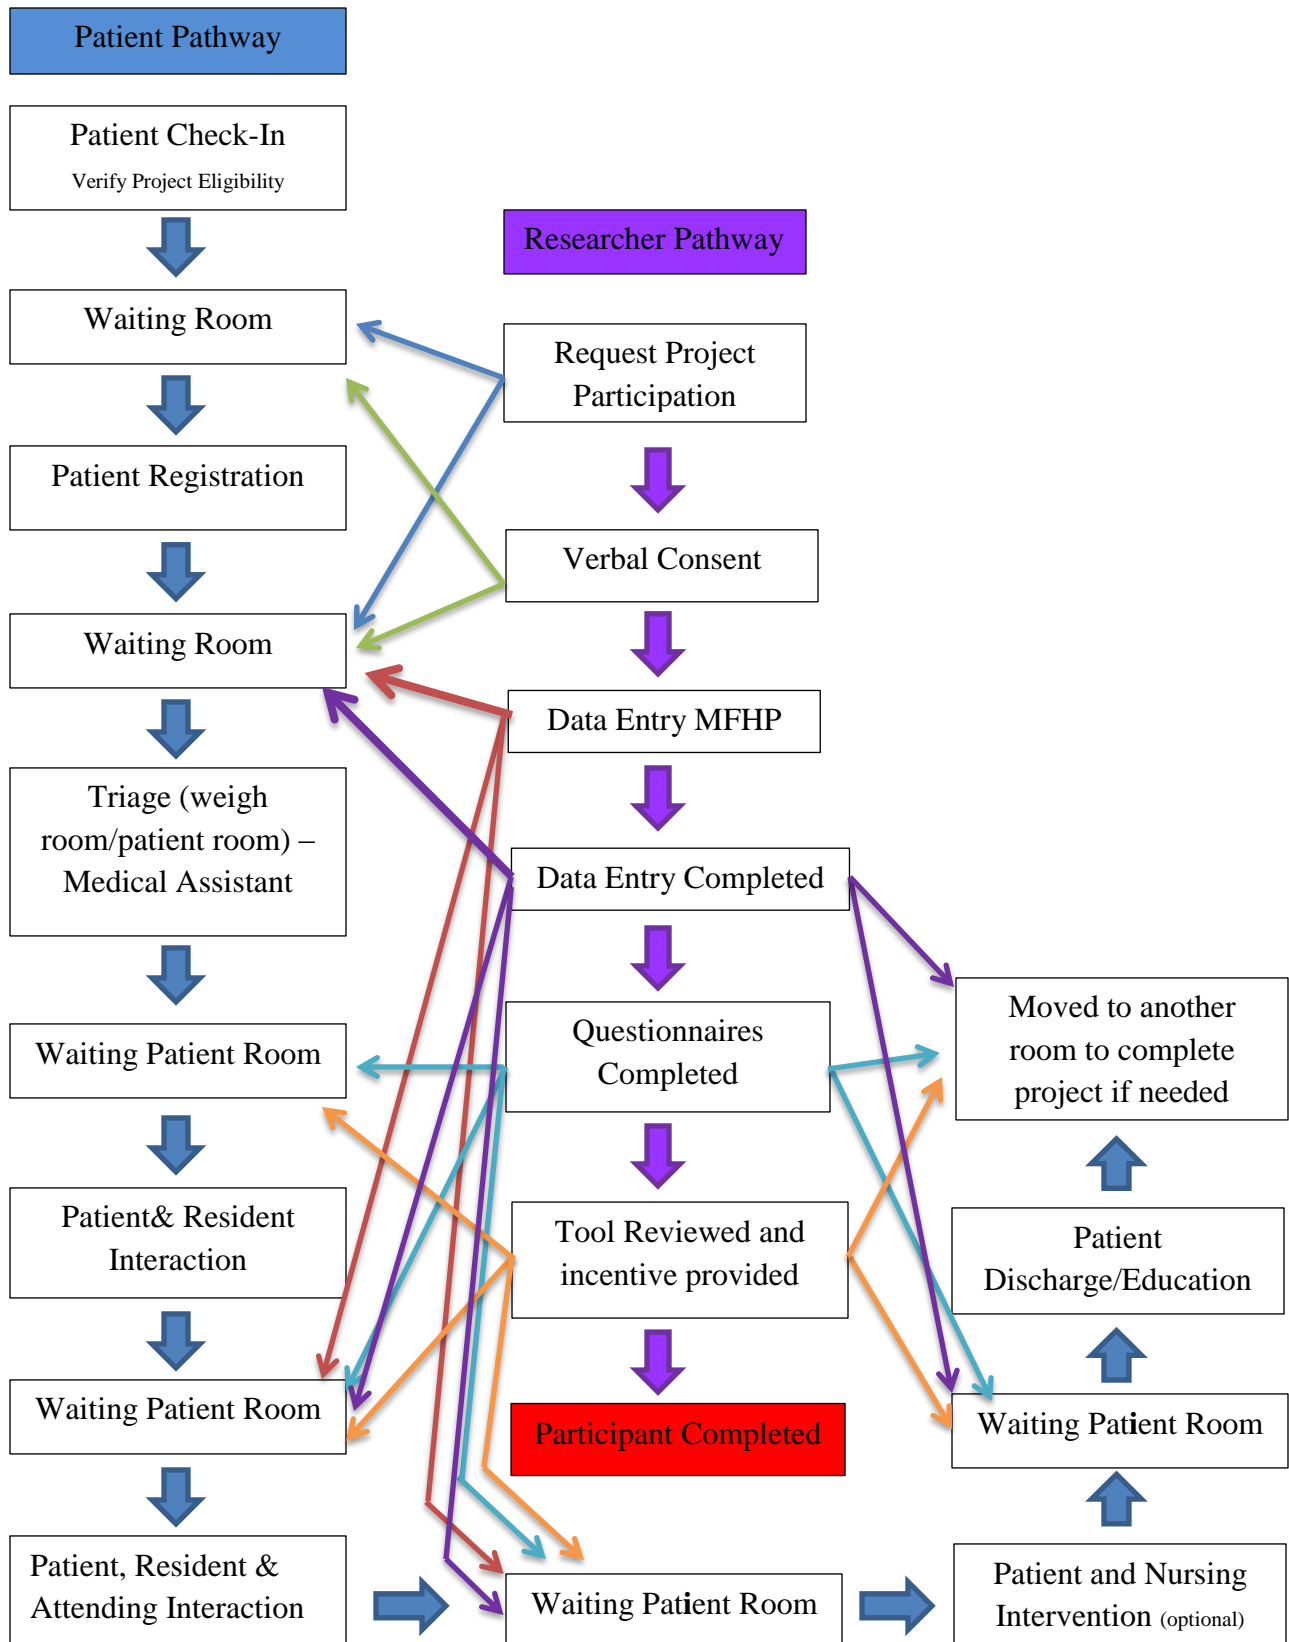 Patient Pathway
Patient Check-In
Verify Project Eligibility
Waiting Room
Patient Registration
Waiting Room
Triage (weigh
room/patient room) –
Medical Assistant
Waiting Patient Room
Patient& Resident
Interaction
Waiting Patient Room
Patient, Resident &
Attending Interaction
Researcher Pathway
Request Project
Participation
Verbal Consent
Data Entry MFHP
Data Entry Completed
Questionnaires
Completed
Tool Reviewed and
incentive provided
Participant Completed
Waiting Patient Room
Moved to another
room to complete
project if needed
Patient
Discharge/Education
Waiting Patient Room
Patient and Nursing
Intervention (optional)